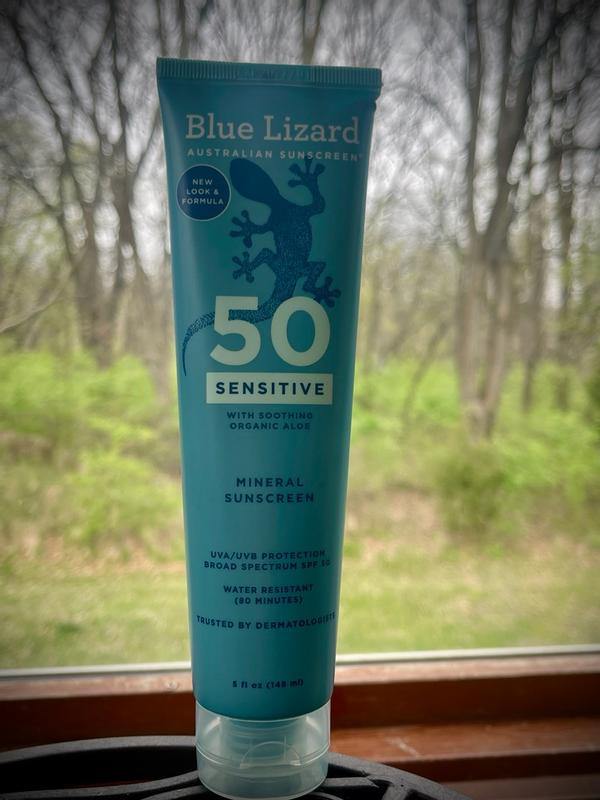 Blue Lizard
AUSTRALIAN SUNSCREEN®
NEW
LOOK &
FORMULA
50
SENSITIVE
WITH SOOTHING
ORGANIC ALOE
MINERAL
SUNSCREEN
UVA/UVB PROTECTION
BROAD SPECTRUM SPF 50
WATER RESISTANT
(80 MINUTES)
TRUSTED BY DERMATOLOGISTS
5 fl oz (148 ml)